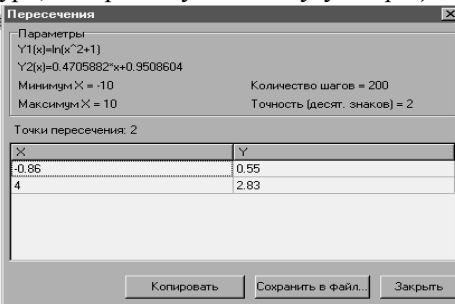 Пересечения
Параметры
Y1(x)=ln(x^2+1)
Y2(x)=0.4705882*x+0.9508604
Минимум X = -10
Количество шагов = 200
Максимум X = 10
Точность (десят. знаков) = 2
Точки пересечения: 2
X Y
-0.86 0.55
4 2.83
Копировать Сохранить в файл... Закрыть